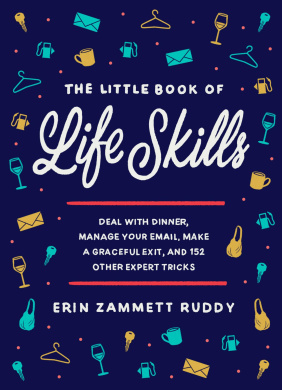 THE LITTLE BOOK OF
Life Skills
DEAL WITH DINNER,
MANAGE YOUR EMAIL, MAKE
A GRACEFUL EXIT, AND 152
OTHER EXPERT TRICKS
ERIN ZAMMETT RUDDY